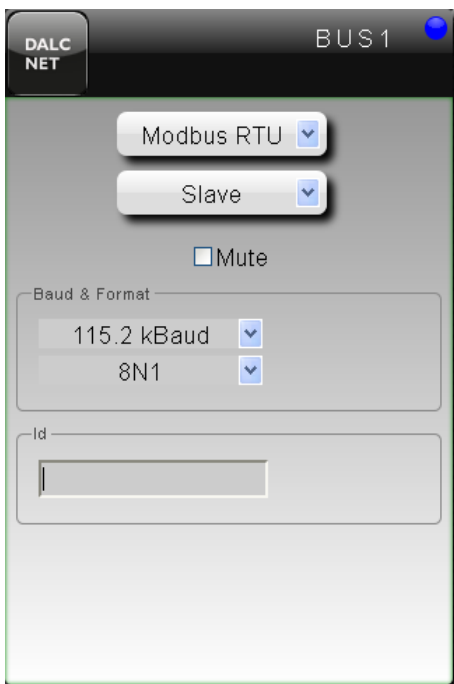 DALC
NET
BUS1
Modbus RTU
Slave
Mute
Baud & Format
115.2 kBaud
8N1
Id